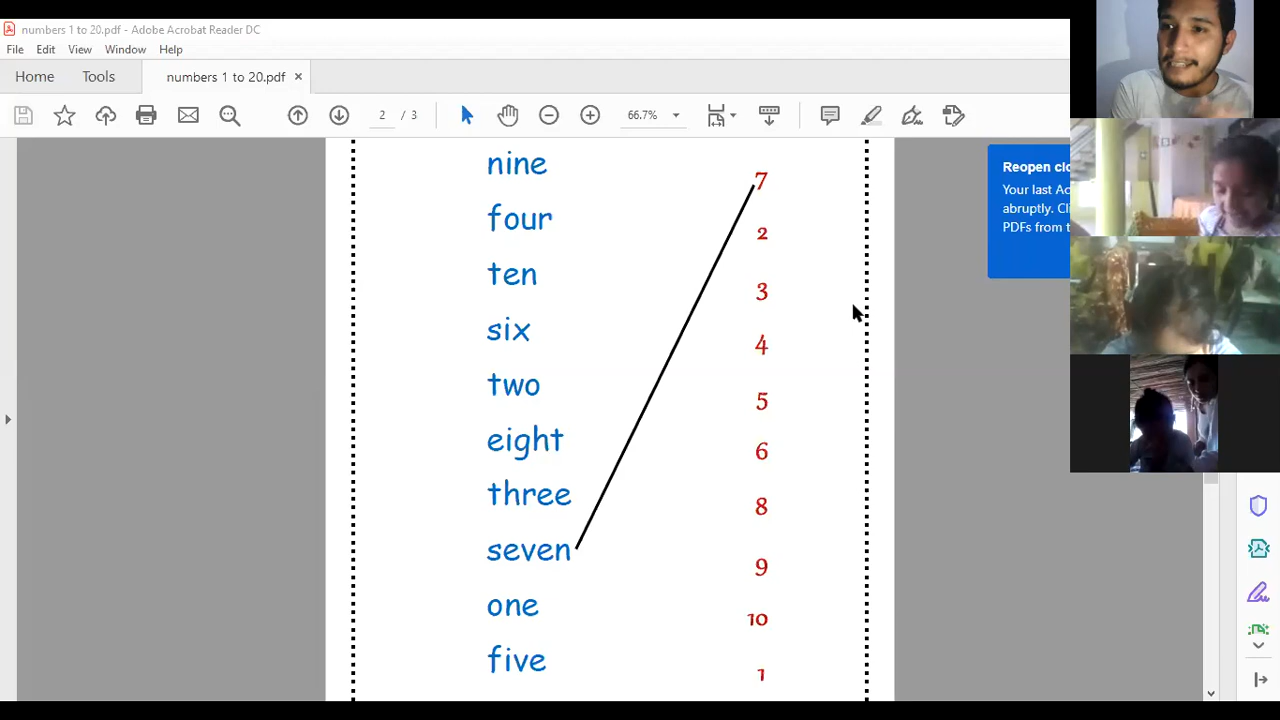 numbers 1 to 20.pdf - Adobe Acrobat Reader DC
File Edit View Window Help
Home Tools numbers 1 to 20.pdf ×
2 / 3 66.7%
nine 7
four 2
ten 3
six 4
two 5
eight 6
three 8
seven 9
one 10
five 1
Reopen clo
Your last Ac
abruptly. Cl
PDFs from t